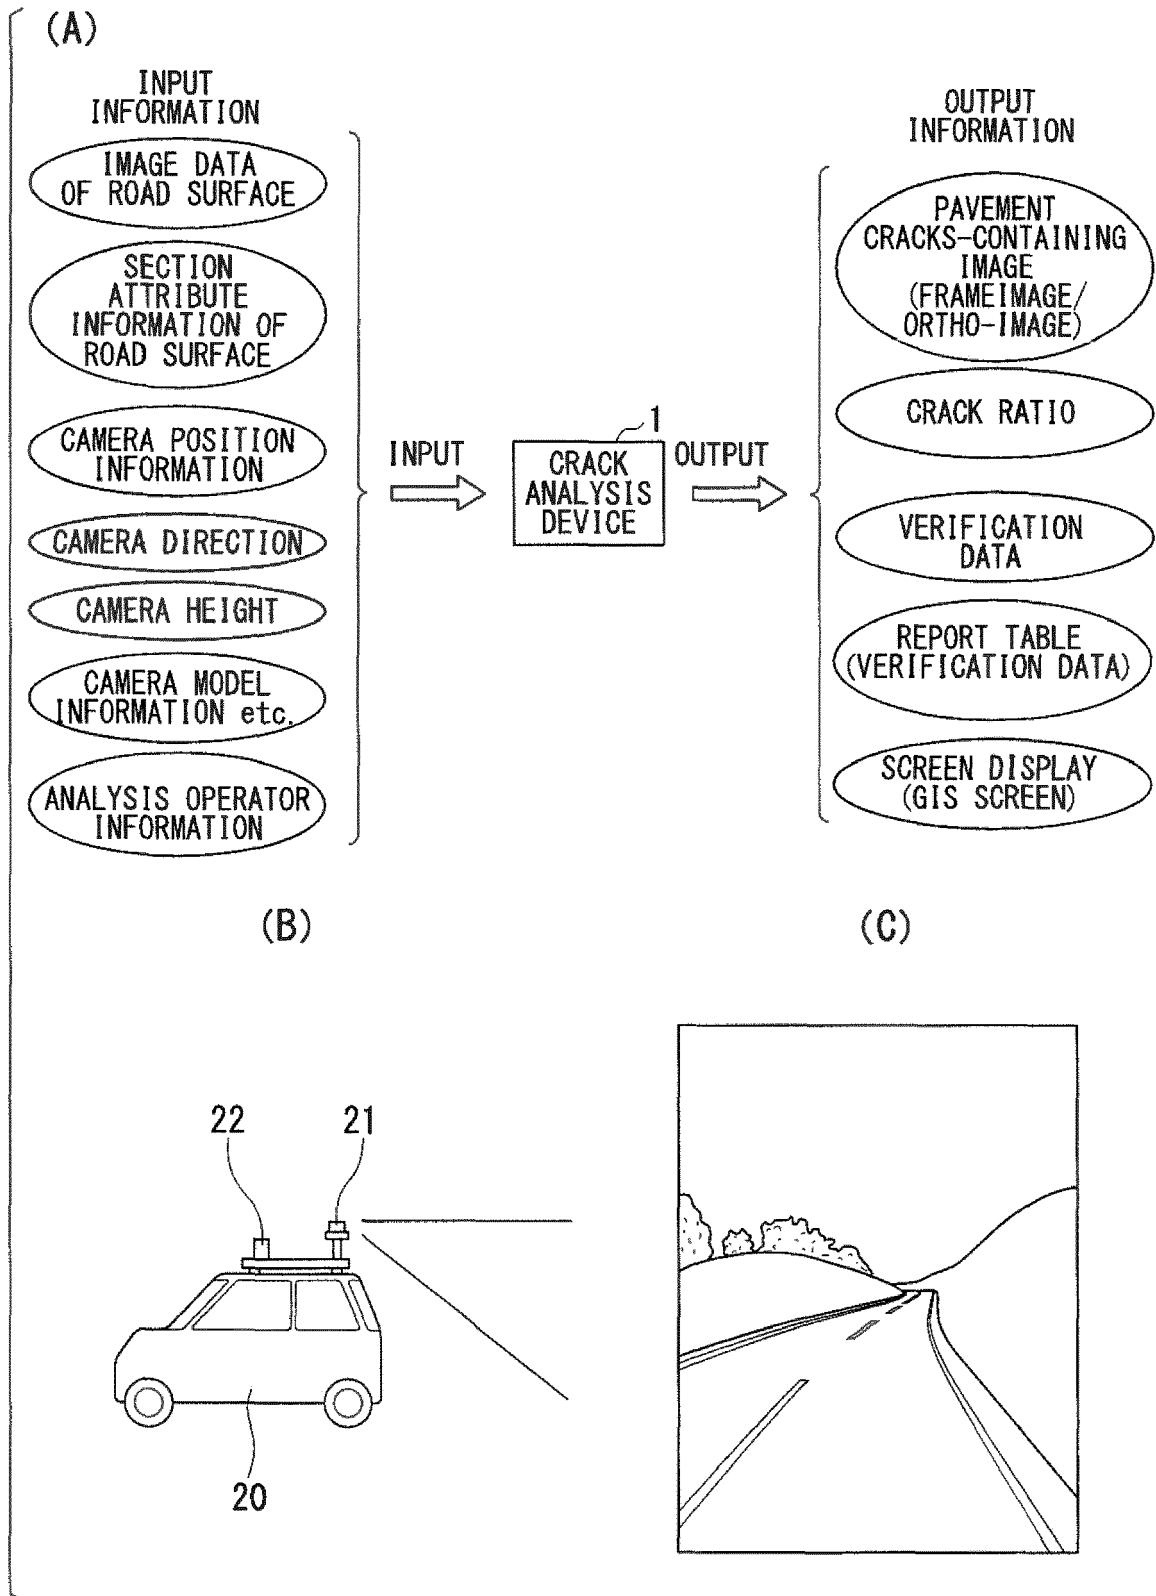 (A)
INPUT
INFORMATION
IMAGE DATA
OF ROAD SURFACE
SECTION
ATTRIBUTE
INFORMATION OF
ROAD SURFACE
CAMERA POSITION
INFORMATION
CAMERA DIRECTION
CAMERA HEIGHT
CAMERA MODEL
INFORMATION etc.
ANALYSIS OPERATOR
INFORMATION
INPUT
1
CRACK
ANALYSIS
DEVICE
OUTPUT
OUTPUT
INFORMATION
PAVEMENT
CRACKS-CONTAINING
IMAGE
(FRAMEIMAGE/
ORTHO-IMAGE)
CRACK RATIO
VERIFICATION
DATA
REPORT TABLE
(VERIFICATION DATA)
SCREEN DISPLAY
(GIS SCREEN)
(B)
22
21
20
(C)